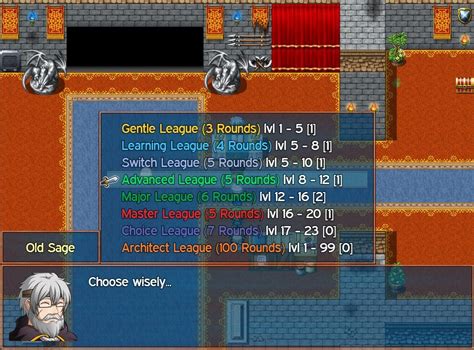 Gentle League (3 Rounds) lvl 1 - 5 [1]
Learning League (4 Rounds) lvl 5 - 8 [1]
Switch League (5 Rounds) lvl 5 - 10 [1]
Advanced League (5 Rounds) lvl 8 - 12 [1]
Major League (6 Rounds) lvl 12 - 16 [2]
Master League (5 Rounds) lvl 16 - 20 [1]
Choice League (7 Rounds) lvl 17 - 23 [0]
Architect League (100 Rounds) lvl 1 - 99 [0]
Old Sage
Choose wisely...